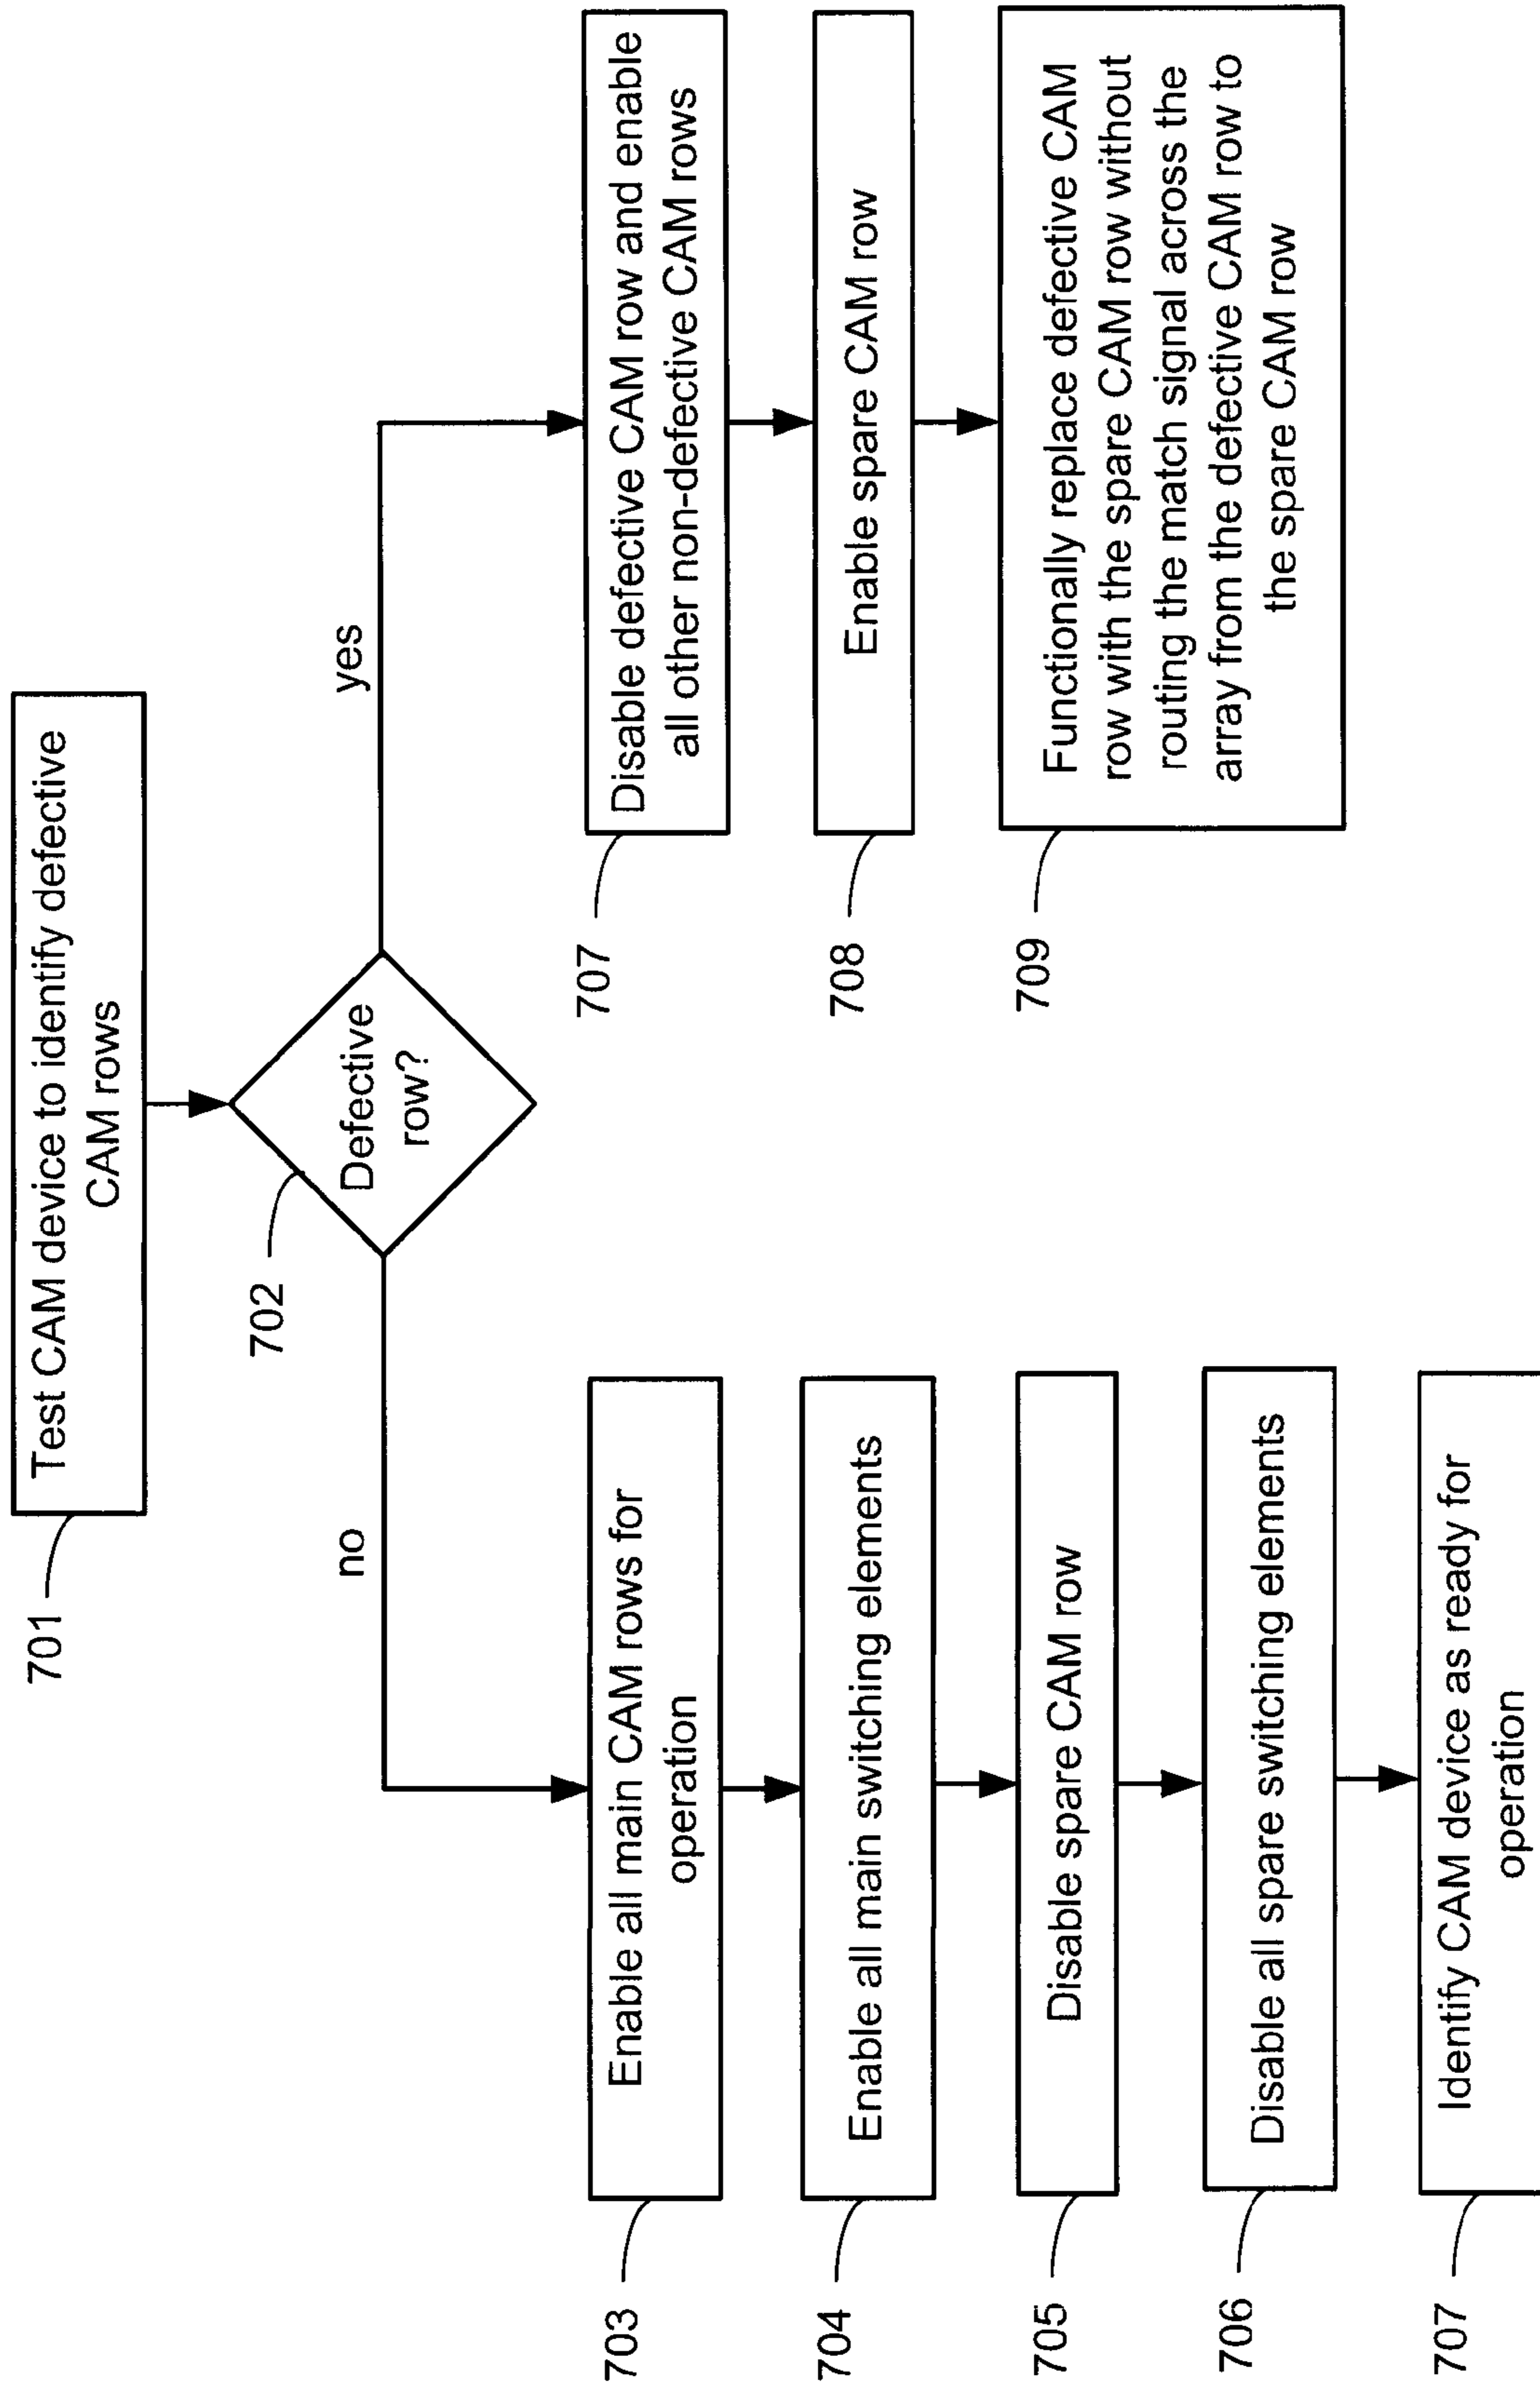 Test CAM device to identify defective
CAM rows
701
Defective
row?
702
no
yes
Enable all main CAM rows for
operation
703
Enable all main switching elements
704
Disable spare CAM row
705
Disable all spare switching elements
706
Identify CAM device as ready for
operation
707
Disable defective CAM row and enable
all other non-defective CAM rows
707
Enable spare CAM row
708
Functionally replace defective CAM
row with the spare CAM row without
routing the match signal across the
array from the defective CAM row to
the spare CAM row
709